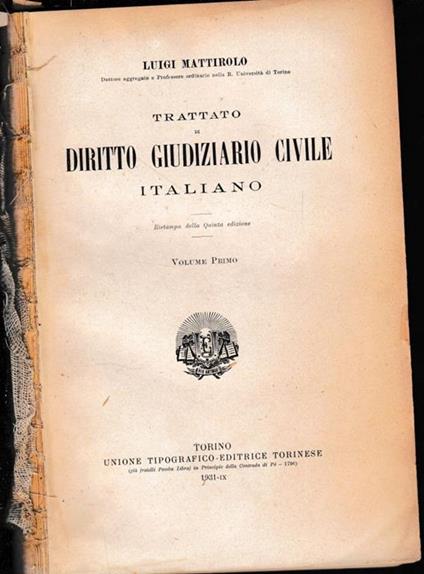 LUIGI MATTIROLO
Dottore aggregato e Professore ordinario nella R. Università di Torino
TRATTATO
DI
DIRITTO GIUDIZIARIO CIVILE
ITALIANO
Ristampa della Quinta edizione
VOLUME PRIMO
TORINO
UNIONE TIPOGRAFICO-EDITRICE TORINESE
(già fratelli Pomba Librai in Principio della Contrada di Po - 1796)
1931-IX